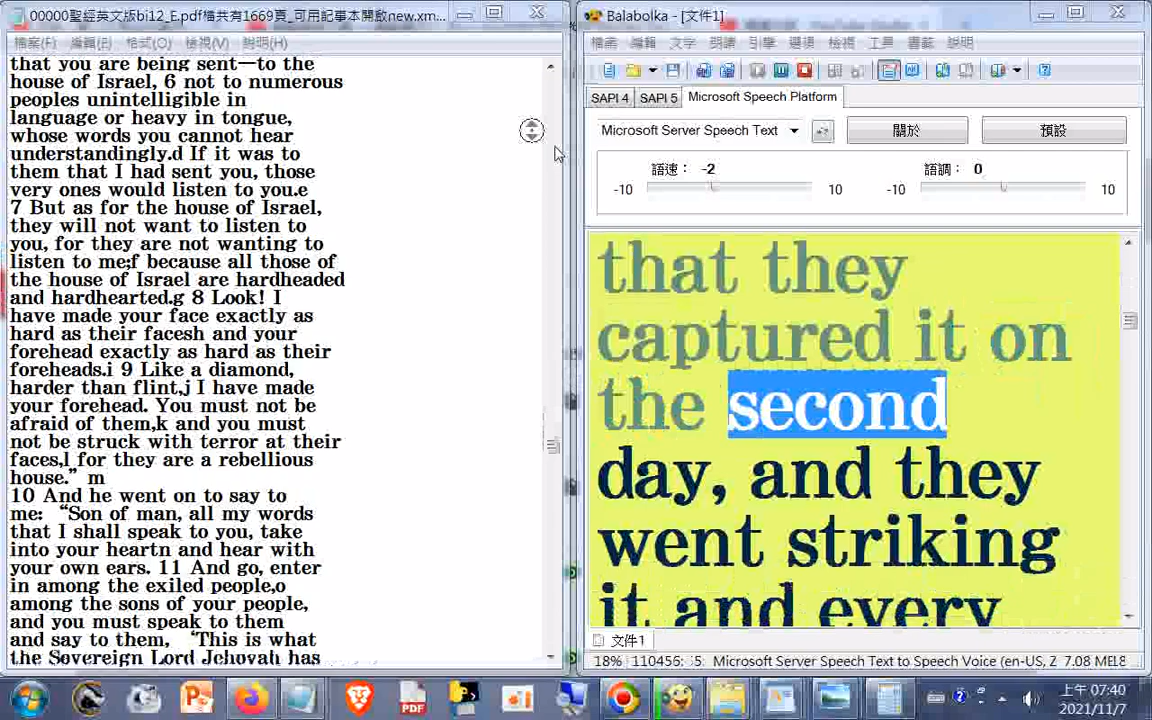 00000聖經英文版bi12_E.pdf檔共有1669頁_可用記事本開啟new.xm...
檔案(F) 編輯(E) 格式(O) 檢視(V) 說明(H)
that you are being sent—to the
house of Israel, 6 not to numerous
peoples unintelligible in
language or heavy in tongue,
whose words you cannot hear
understandingly.d If it was to
them that I had sent you, those
very ones would listen to you.e
7 But as for the house of Israel,
they will not want to listen to
you, for they are not wanting to
listen to me;f because all those of
the house of Israel are hardheaded
and hardhearted.g 8 Look! I
have made your face exactly as
hard as their facesh and your
forehead exactly as hard as their
foreheads.i 9 Like a diamond,
harder than flint,j I have made
your forehead. You must not be
afraid of them,k and you must
not be struck with terror at their
faces,l for they are a rebellious
house.” m
10 And he went on to say to
me: “Son of man, all my words
that I shall speak to you, take
into your heartn and hear with
your own ears. 11 And go, enter
in among the exiled people,o
among the sons of your people,
and you must speak to them
and say to them, ‘This is what
the Sovereign Lord Jehovah has
Balabolka - [文件1]
檔案 編輯 文字 朗讀 引擎 選項 檢視 工具 書籤 說明
SAPI 4 SAPI 5 Microsoft Speech Platform
Microsoft Server Speech Text 關於 預設
語速： -2 語調： 0
-10 10 -10 10
that they
captured it on
the second
day, and they
went striking
it and every
文件1
18% Microsoft Server Speech Text to Speech Voice (en-US, Z 7.08
PDF
上午 07:40
2021/11/7